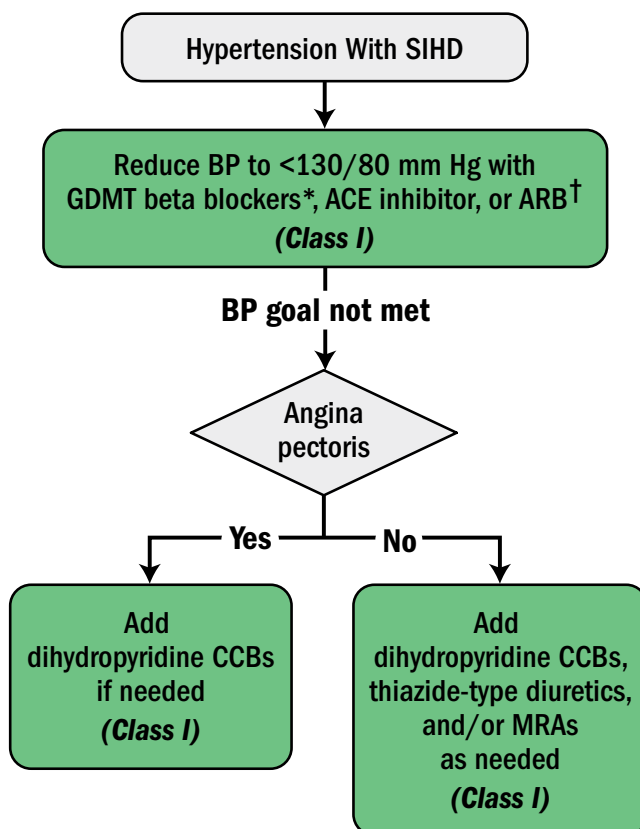 Hypertension With SIHD
Reduce BP to <130/80 mm Hg with
GDMT beta blockers*, ACE inhibitor, or ARB†
(Class I)
BP goal not met
Angina
pectoris
Yes
No
Add
dihydropyridine CCBs
if needed
(Class I)
Add
dihydropyridine CCBs,
thiazide-type diuretics,
and/or MRAs
as needed
(Class I)